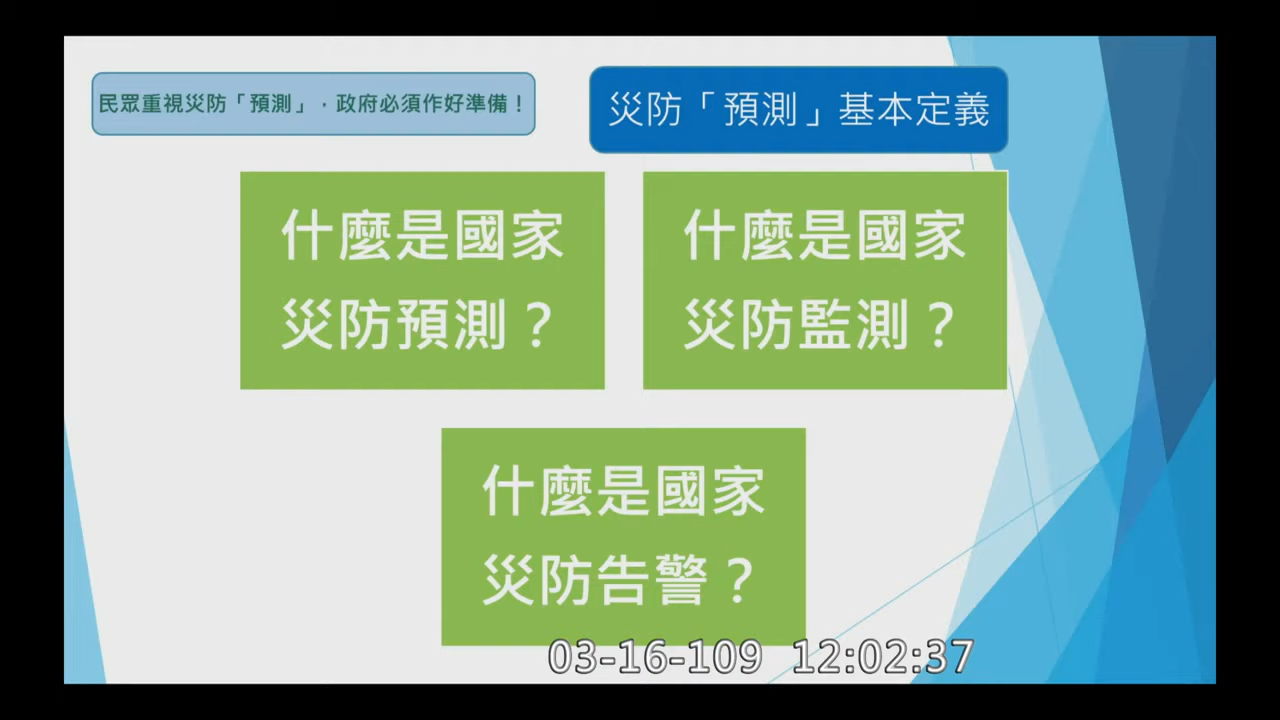 民眾重視災防「預測」，政府必須作好準備！
災防「預測」基本定義
什麼是國家
災防預測？
什麼是國家
災防監測？
什麼是國家
災防告警？
03-16-109 12:02:37